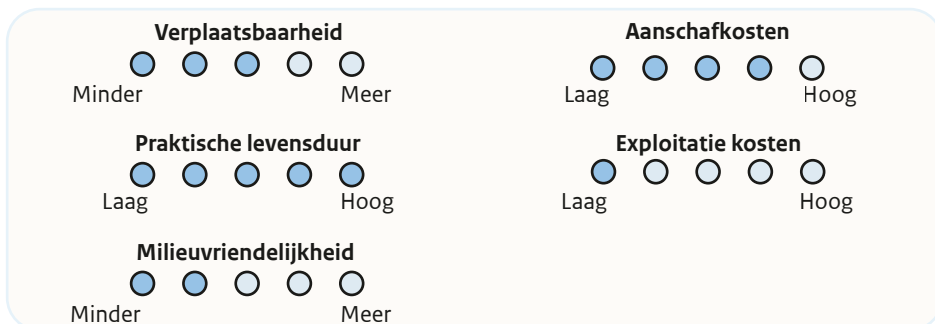 Verplaatsbaarheid
Minder Meer
Praktische levensduur
Laag Hoog
Milieuvriendelijkheid
Minder Meer
Aanschafkosten
Laag Hoog
Exploitatie kosten
Laag Hoog